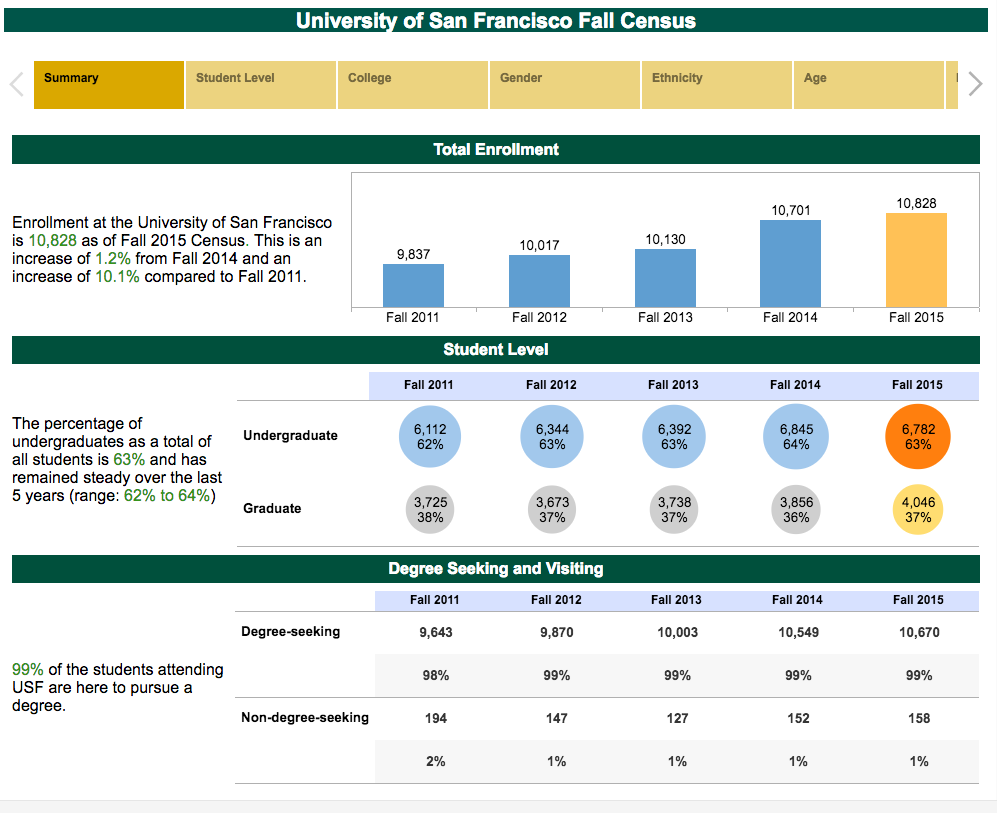 University of San Francisco Fall Census
Summary Student Level College Gender Ethnicity Age
Total Enrollment
Enrollment at the University of San Francisco
is 10,828 as of Fall 2015 Census. This is an
increase of 1.2% from Fall 2014 and an
increase of 10.1% compared to Fall 2011.
9,837 10,017 10,130 10,701 10,828
Fall 2011 Fall 2012 Fall 2013 Fall 2014 Fall 2015
Student Level
The percentage of
undergraduates as a total of
all students is 63% and has
remained steady over the last
5 years (range: 62% to 64%)
Fall 2011 Fall 2012 Fall 2013 Fall 2014 Fall 2015
Undergraduate
6,112 6,344 6,392 6,845 6,782
62% 63% 63% 64% 63%
Graduate
3,725 3,673 3,738 3,856 4,046
38% 37% 37% 36% 37%
Degree Seeking and Visiting
99% of the students attending
USF are here to pursue a
degree.
Fall 2011 Fall 2012 Fall 2013 Fall 2014 Fall 2015
Degree-seeking 9,643 9,870 10,003 10,549 10,670
98% 99% 99% 99% 99%
Non-degree-seeking 194 147 127 152 158
2% 1% 1% 1% 1%